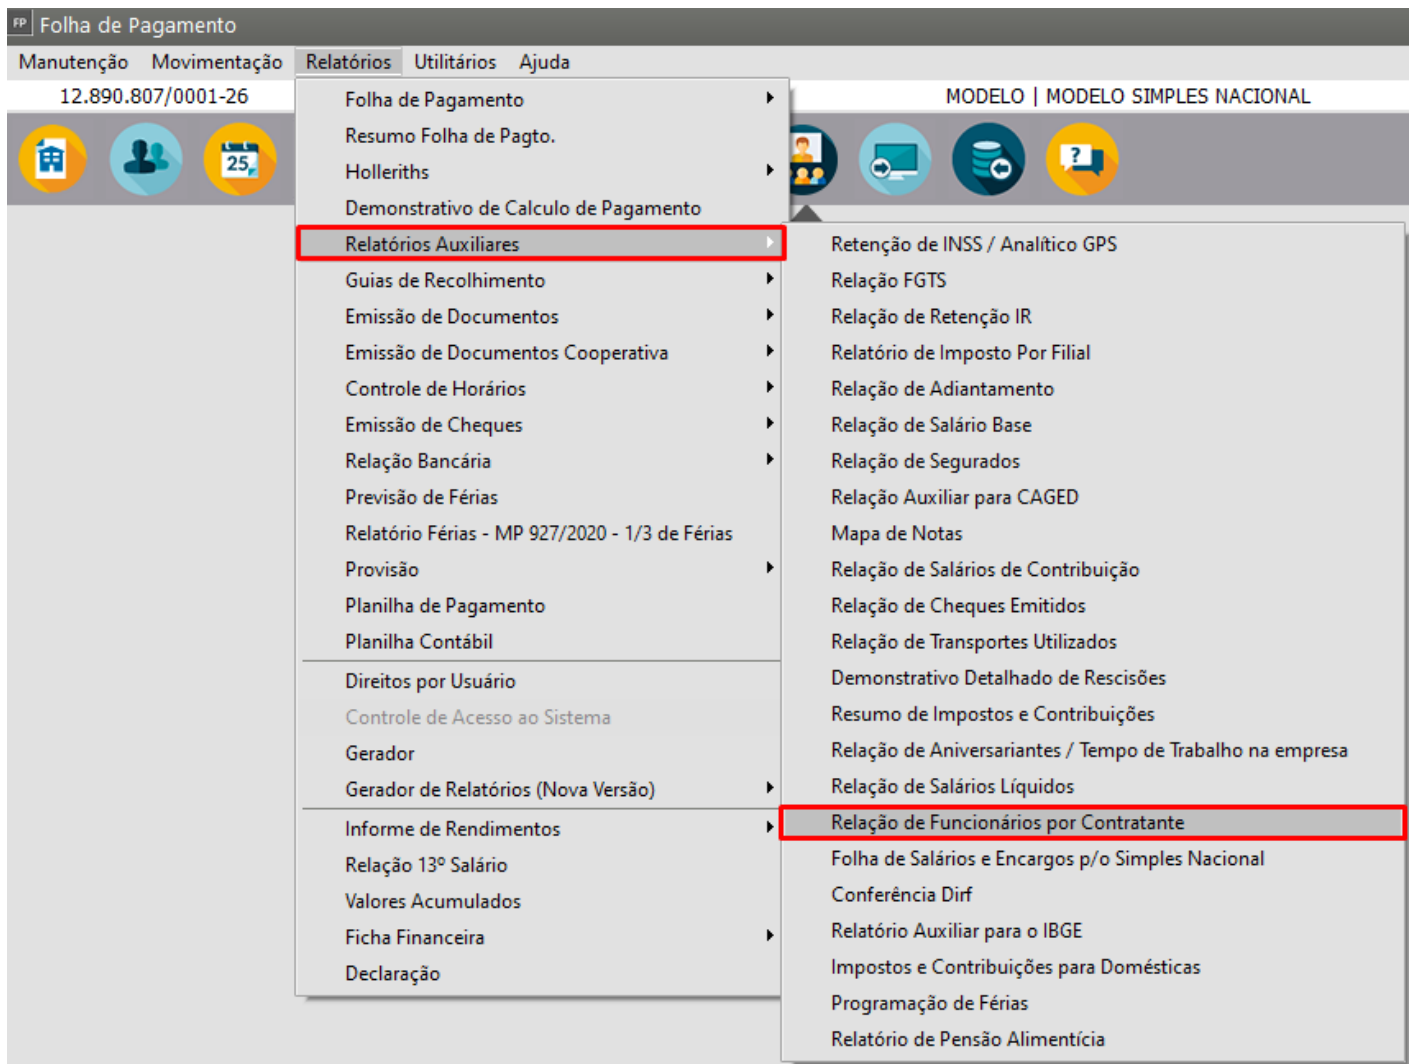 FP Folha de Pagamento
Manutenção Movimentação Relatórios Utilitários Ajuda
12.890.807/0001-26
MODELO | MODELO SIMPLES NACIONAL
25
?
Folha de Pagamento
Resumo Folha de Pagto.
Holleriths
Demonstrativo de Calculo de Pagamento
Relatórios Auxiliares
Guias de Recolhimento
Emissão de Documentos
Emissão de Documentos Cooperativa
Controle de Horários
Emissão de Cheques
Relação Bancária
Previsão de Férias
Relatório Férias - MP 927/2020 - 1/3 de Férias
Provisão
Planilha de Pagamento
Planilha Contábil
Direitos por Usuário
Controle de Acesso ao Sistema
Gerador
Gerador de Relatórios (Nova Versão)
Informe de Rendimentos
Relação 13º Salário
Valores Acumulados
Ficha Financeira
Declaração
Retenção de INSS / Analítico GPS
Relação FGTS
Relação de Retenção IR
Relatório de Imposto Por Filial
Relação de Adiantamento
Relação de Salário Base
Relação de Segurados
Relação Auxiliar para CAGED
Mapa de Notas
Relação de Salários de Contribuição
Relação de Cheques Emitidos
Relação de Transportes Utilizados
Demonstrativo Detalhado de Rescisões
Resumo de Impostos e Contribuições
Relação de Aniversariantes / Tempo de Trabalho na empresa
Relação de Salários Líquidos
Relação de Funcionários por Contratante
Folha de Salários e Encargos p/o Simples Nacional
Conferência Dirf
Relatório Auxiliar para o IBGE
Impostos e Contribuições para Domésticas
Programação de Férias
Relatório de Pensão Alimentícia